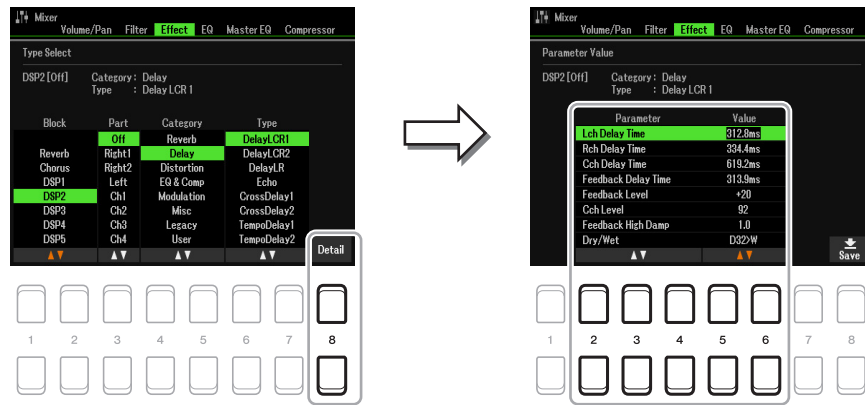 Mixer
Volume/Pan Filter Effect EQ Master EQ Compressor
Type Select
DSP2 [Off] Category : Delay
Type : Delay LCR 1
Block Part Category Type
Off Reverb DelayLCR1
Reverb Right1 Delay DelayLCR2
Chorus Right2 Distortion DelayLR
DSP1 Left EQ & Comp Echo
DSP2 Ch1 Modulation CrossDelay1
DSP3 Ch2 Misc CrossDelay2
DSP4 Ch3 Legacy TempoDelay1
DSP5 Ch4 User TempoDelay2
Detail
1 2 3 4 5 6 7 8
Mixer
Volume/Pan Filter Effect EQ Master EQ Compressor
Parameter Value
DSP2 [Off] Category : Delay
Type : Delay LCR 1
Parameter Value
Lch Delay Time 312.8ms
Rch Delay Time 334.4ms
Cch Delay Time 619.2ms
Feedback Delay Time 313.9ms
Feedback Level +20
Cch Level 92
Feedback High Damp 1.0
Dry/Wet D32>W
Save
1 2 3 4 5 6 7 8